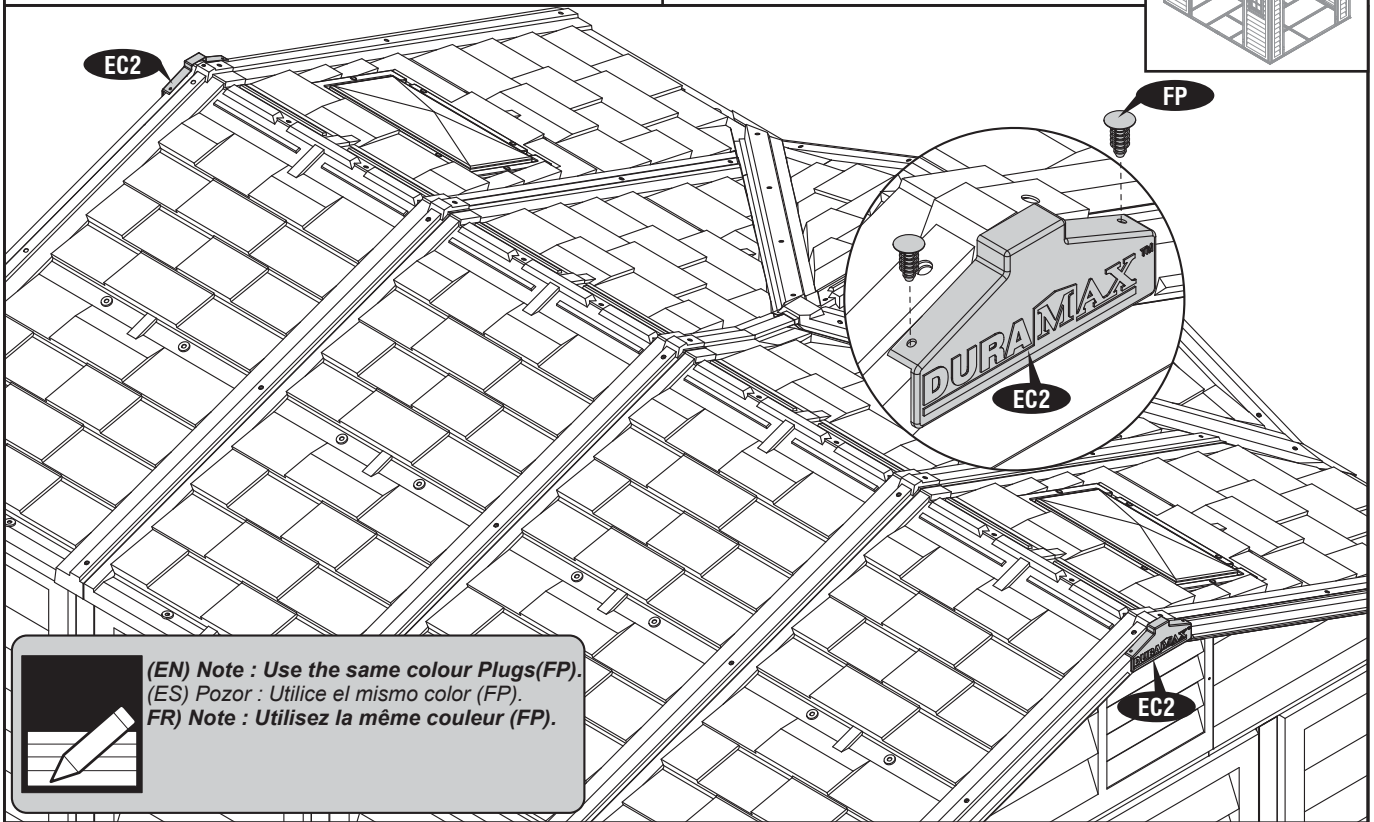 EC2
FP
DURAMAX™
EC2
DURAMAX
EC2
(EN) Note : Use the same colour Plugs(FP).
(ES) Pozor : Utilice el mismo color (FP).
FR) Note : Utilisez la même couleur (FP).